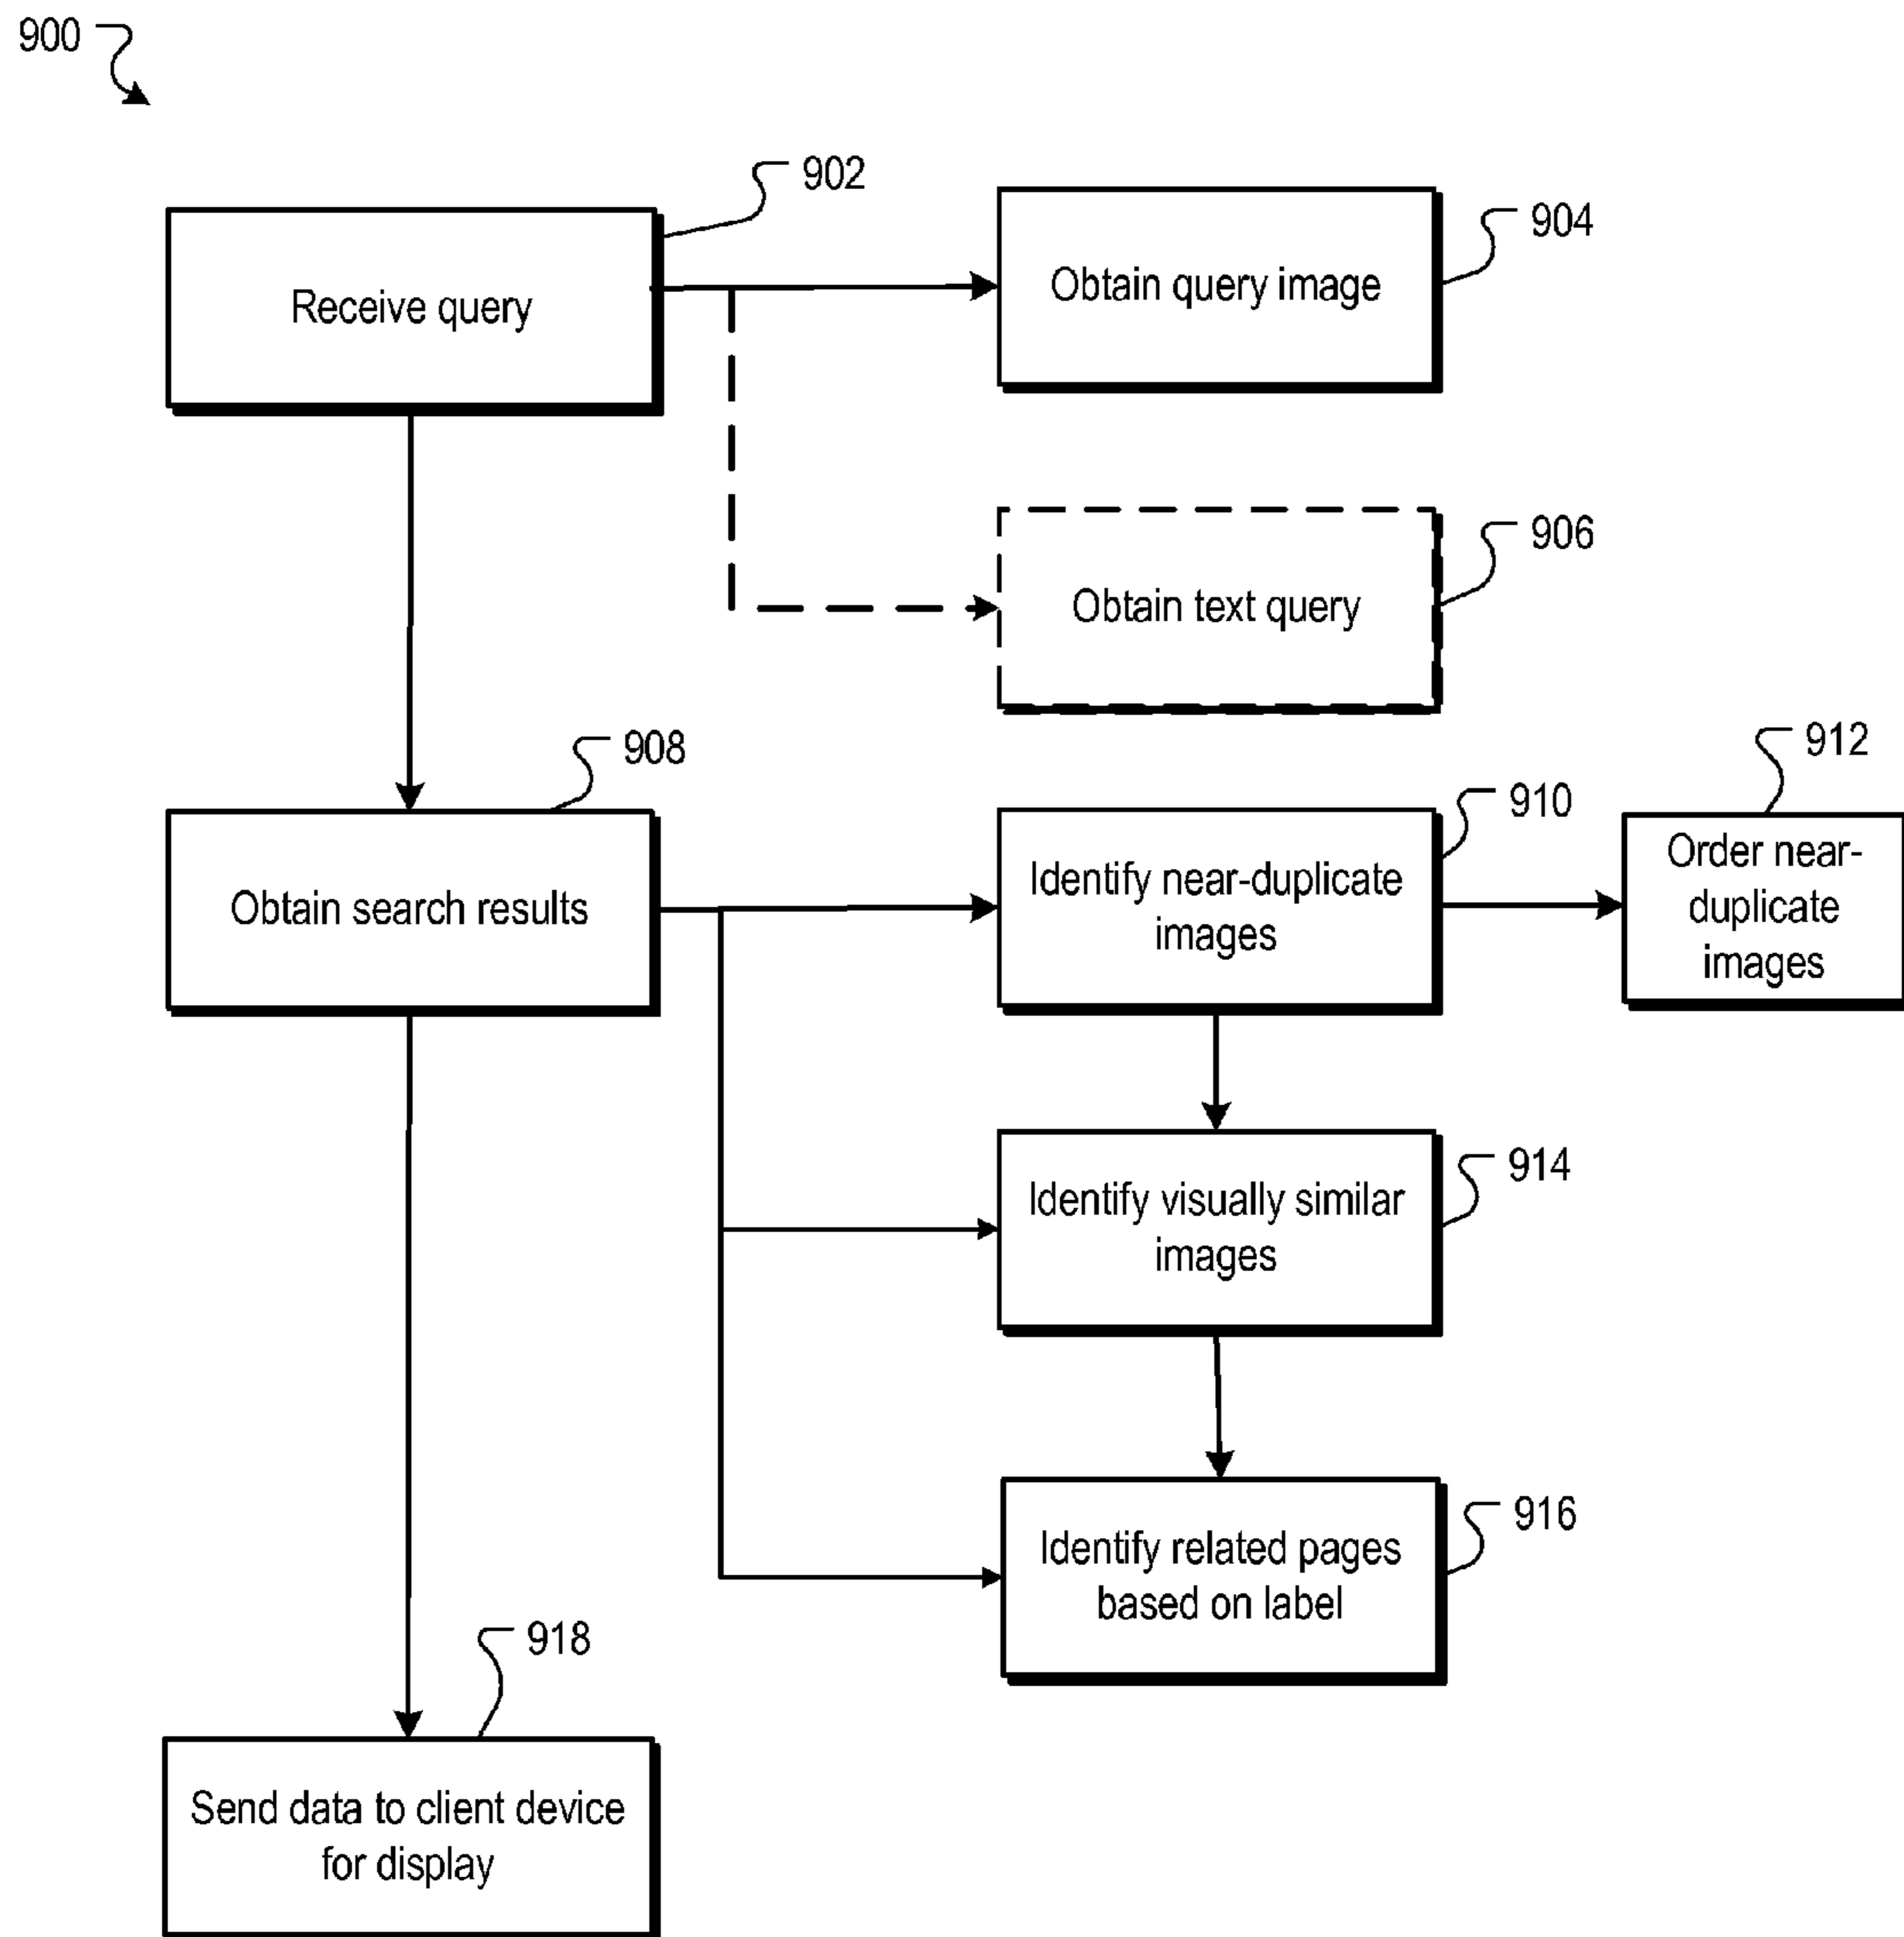 900
902
Receive query
Obtain query image
904
Obtain text query
906
908
Obtain search results
Identify near-duplicate
images
910
912
Order near-
duplicate
images
Identify visually similar
images
914
Identify related pages
based on label
916
918
Send data to client device
for display